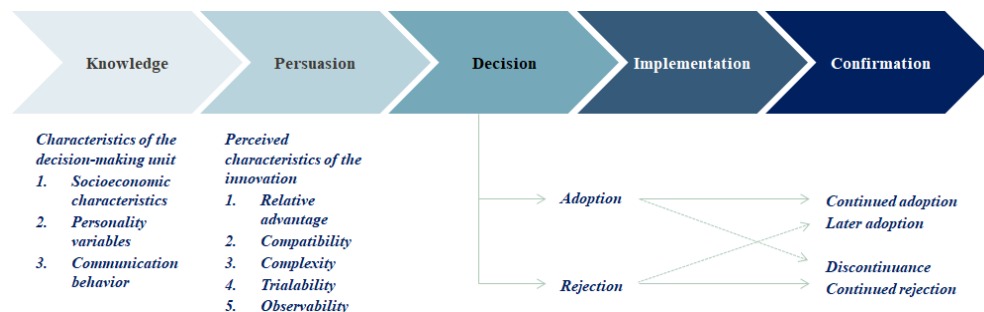 Knowledge
Persuasion
Decision
Implementation
Confirmation
Characteristics of the
decision-making unit
1. Socioeconomic
characteristics
2. Personality
variables
3. Communication
behavior
Perceived
characteristics of the
innovation
1. Relative
advantage
2. Compatibility
3. Complexity
4. Trialability
5. Observability
Adoption
Rejection
Continued adoption
Later adoption
Discontinuance
Continued rejection